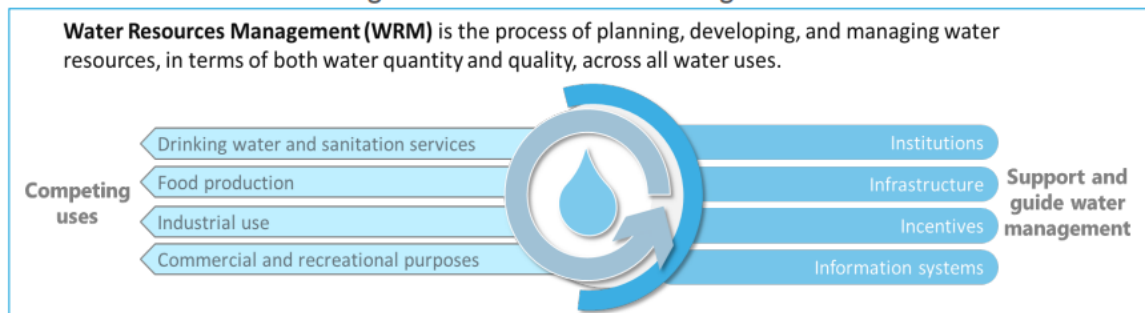 Water Resources Management (WRM) is the process of planning, developing, and managing water
resources, in terms of both water quantity and quality, across all water uses.
Competing
uses
Drinking water and sanitation services
Food production
Industrial use
Commercial and recreational purposes
Institutions
Infrastructure
Incentives
Information systems
Support and
guide water
management